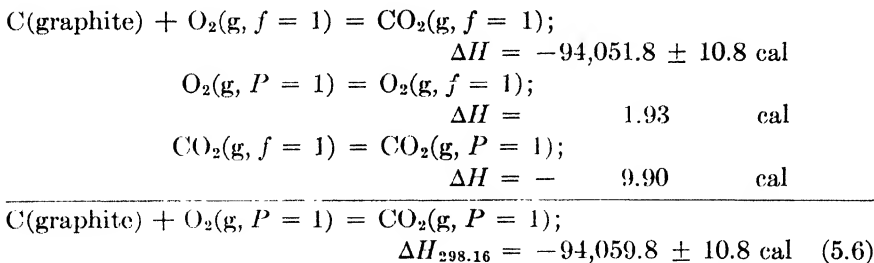 C(graphite) + O₂(g, f = 1) = CO₂(g, f = 1);
ΔH = −94,051.8 ± 10.8 cal
O₂(g, P = 1) = O₂(g, f = 1);
ΔH = 1.93 cal
CO₂(g, f = 1) = CO₂(g, P = 1);
ΔH = − 9.90 cal
C(graphite) + O₂(g, P = 1) = CO₂(g, P = 1);
ΔH₂₉₈.₁₆ = −94,059.8 ± 10.8 cal (5.6)